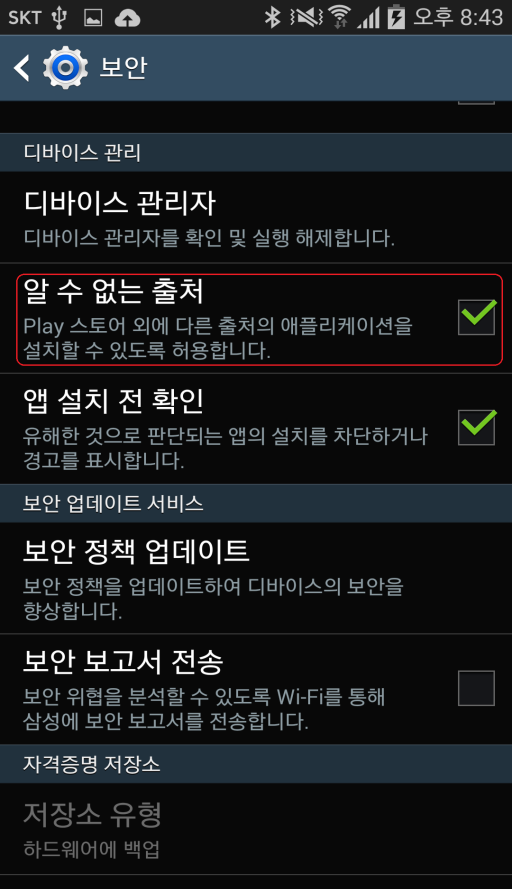 SKT 오후 8:43
보안
디바이스 관리
디바이스 관리자
디바이스 관리자를 확인 및 실행 해제합니다.
알 수 없는 출처
Play 스토어 외에 다른 출처의 애플리케이션을
설치할 수 있도록 허용합니다.
앱 설치 전 확인
유해한 것으로 판단되는 앱의 설치를 차단하거나
경고를 표시합니다.
보안 업데이트 서비스
보안 정책 업데이트
보안 정책을 업데이트하여 디바이스의 보안을
향상합니다.
보안 보고서 전송
보안 위협을 분석할 수 있도록 Wi-Fi를 통해
삼성에 보안 보고서를 전송합니다.
자격증명 저장소
저장소 유형
하드웨어에 백업